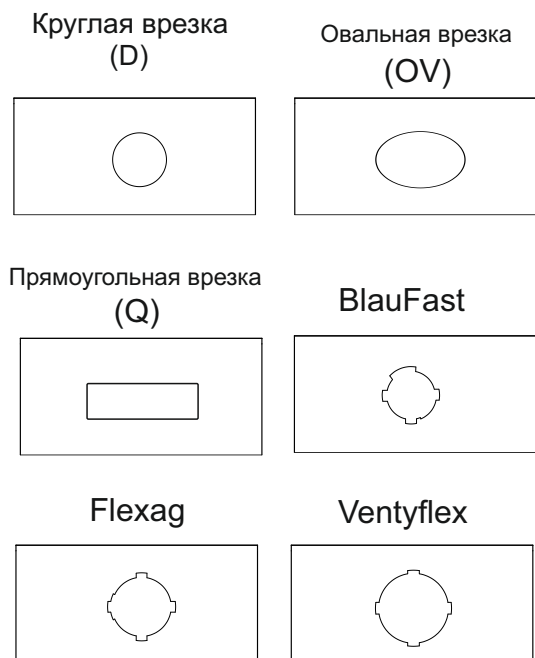 Круглая врезка
(D)
Овальная врезка
(OV)
Прямоугольная врезка
(Q)
BlauFast
Flexag
Ventyflex